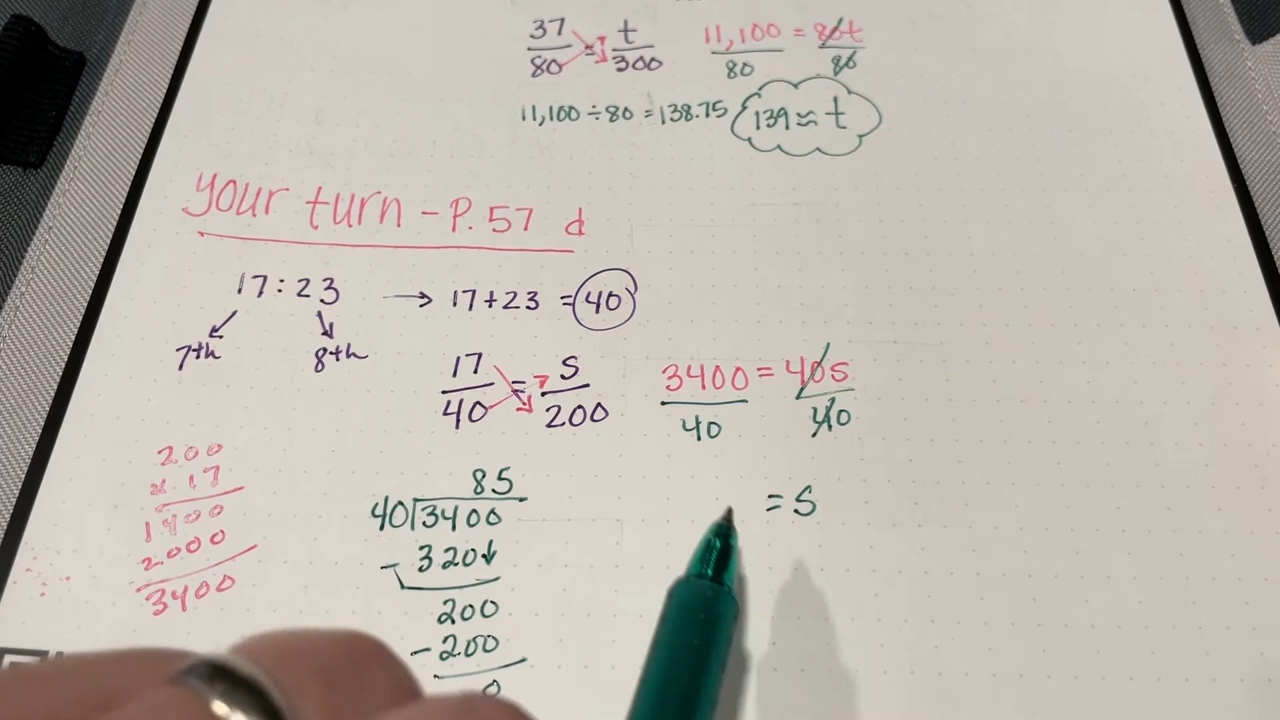 37/80 = t/300 11,100/80 = 80t/80
11,100 ÷ 80 = 138.75 139 ≈ t
your turn - P. 57 d
17 : 23 → 17 + 23 = 40
7th 8th
17/40 = S/200 3400/40 = 40s/40
200
x 17
1400
2000
3400
85
40)3400
- 320↓
200
- 200
0
= S